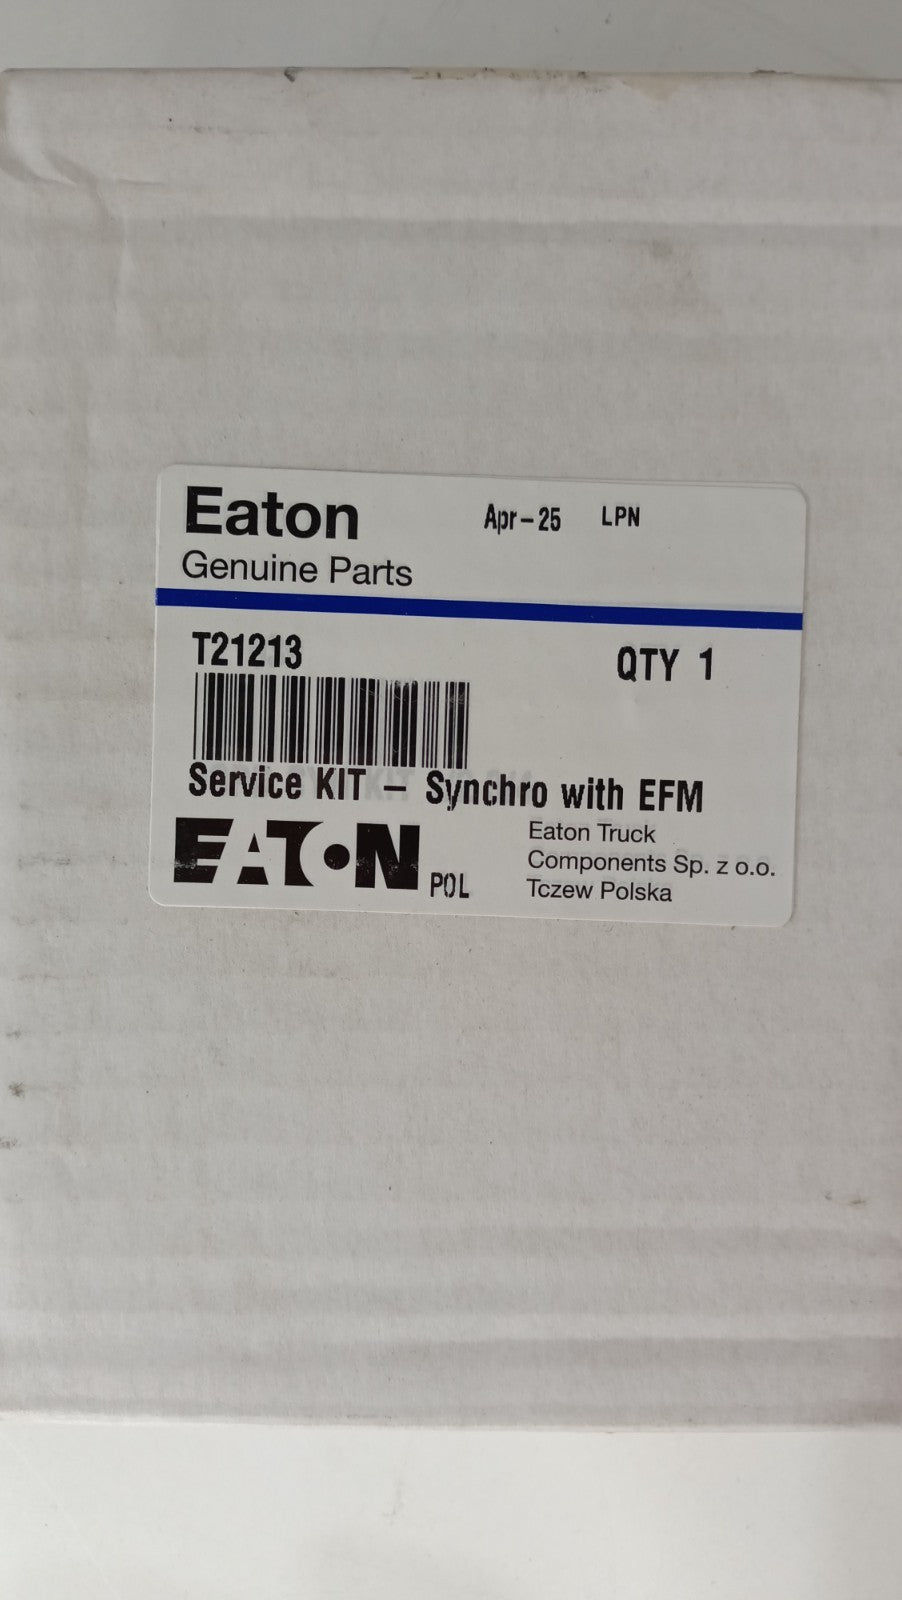 Eaton Apr-25 LPN
Genuine Parts
T21213 QTY 1
Service KIT - Synchro with EFM
EATON POL
Eaton Truck
Components Sp. z o.o.
Tczew Polska